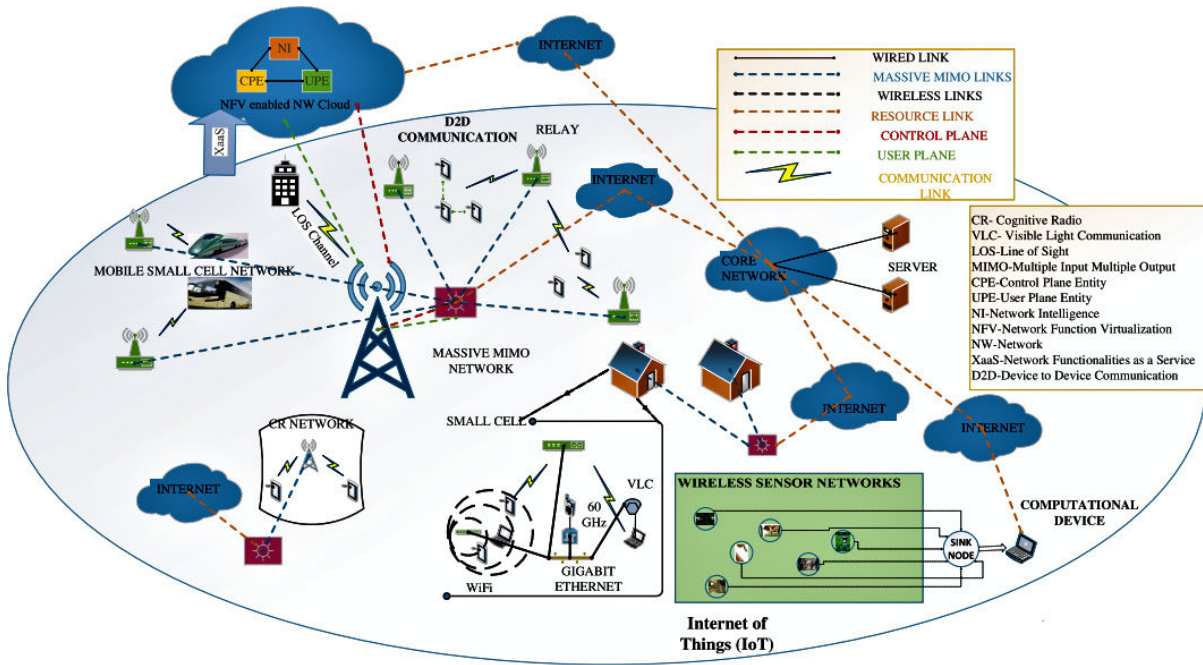 INTERNET
NI
CPE
UPE
NFV enabled NW Cloud
XaaS
D2D
COMMUNICATION
RELAY
INTERNET
LOS Channel
MOBILE SMALL CELL NETWORK
MASSIVE MIMO
NETWORK
WIRED LINK
MASSIVE MIMO LINKS
WIRELESS LINKS
RESOURCE LINK
CONTROL PLANE
USER PLANE
COMMUNICATION
LINK
CORE
NETWORK
SERVER
CR- Cognitive Radio
VLC- Visible Light Communication
LOS-Line of Sight
MIMO-Multiple Input Multiple Output
CPE-Control Plane Entity
UPE-User Plane Entity
NI-Network Intelligence
NFV-Network Function Virtualization
NW-Network
XaaS-Network Functionalities as a Service
D2D-Device to Device Communication
SMALL CELL
INTERNET
INTERNET
CR NETWORK
INTERNET
VLC
60
GHz
WiFi
GIGABIT
ETHERNET
WIRELESS SENSOR NETWORKS
SINK
NODE
COMPUTATIONAL
DEVICE
Internet of
Things (IoT)